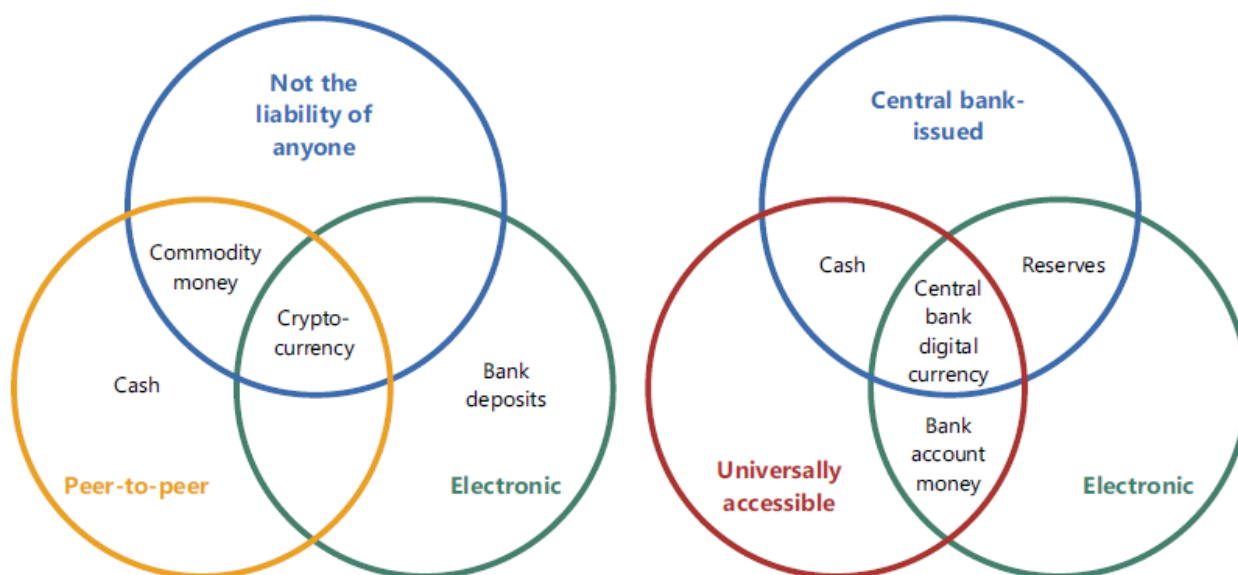 Not the
liability of
anyone
Commodity
money
Crypto-
currency
Cash
Bank
deposits
Peer-to-peer
Electronic
Central bank-
issued
Cash
Reserves
Central
bank
digital
currency
Bank
account
money
Universally
accessible
Electronic